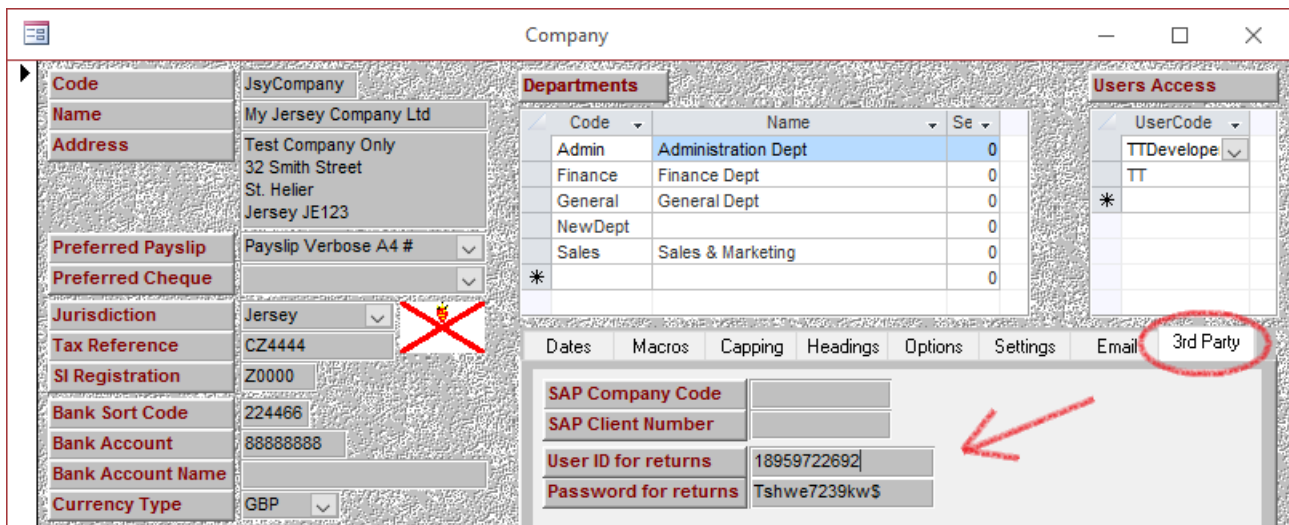 Company
Code JsyCompany
Name My Jersey Company Ltd
Address Test Company Only
32 Smith Street
St. Helier
Jersey JE123
Preferred Payslip Payslip Verbose A4 #
Preferred Cheque
Jurisdiction Jersey
Tax Reference CZ4444
SI Registration Z0000
Bank Sort Code 224466
Bank Account 88888888
Bank Account Name
Currency Type GBP
Departments
Code Name Se
Admin Administration Dept 0
Finance Finance Dept 0
General General Dept 0
NewDept 0
Sales Sales & Marketing 0
* 0
Users Access
UserCode
TTDevelope
TT
*
Dates Macros Capping Headings Options Settings Email 3rd Party
SAP Company Code
SAP Client Number
User ID for returns 18959722692
Password for returns Tshwe7239kw$